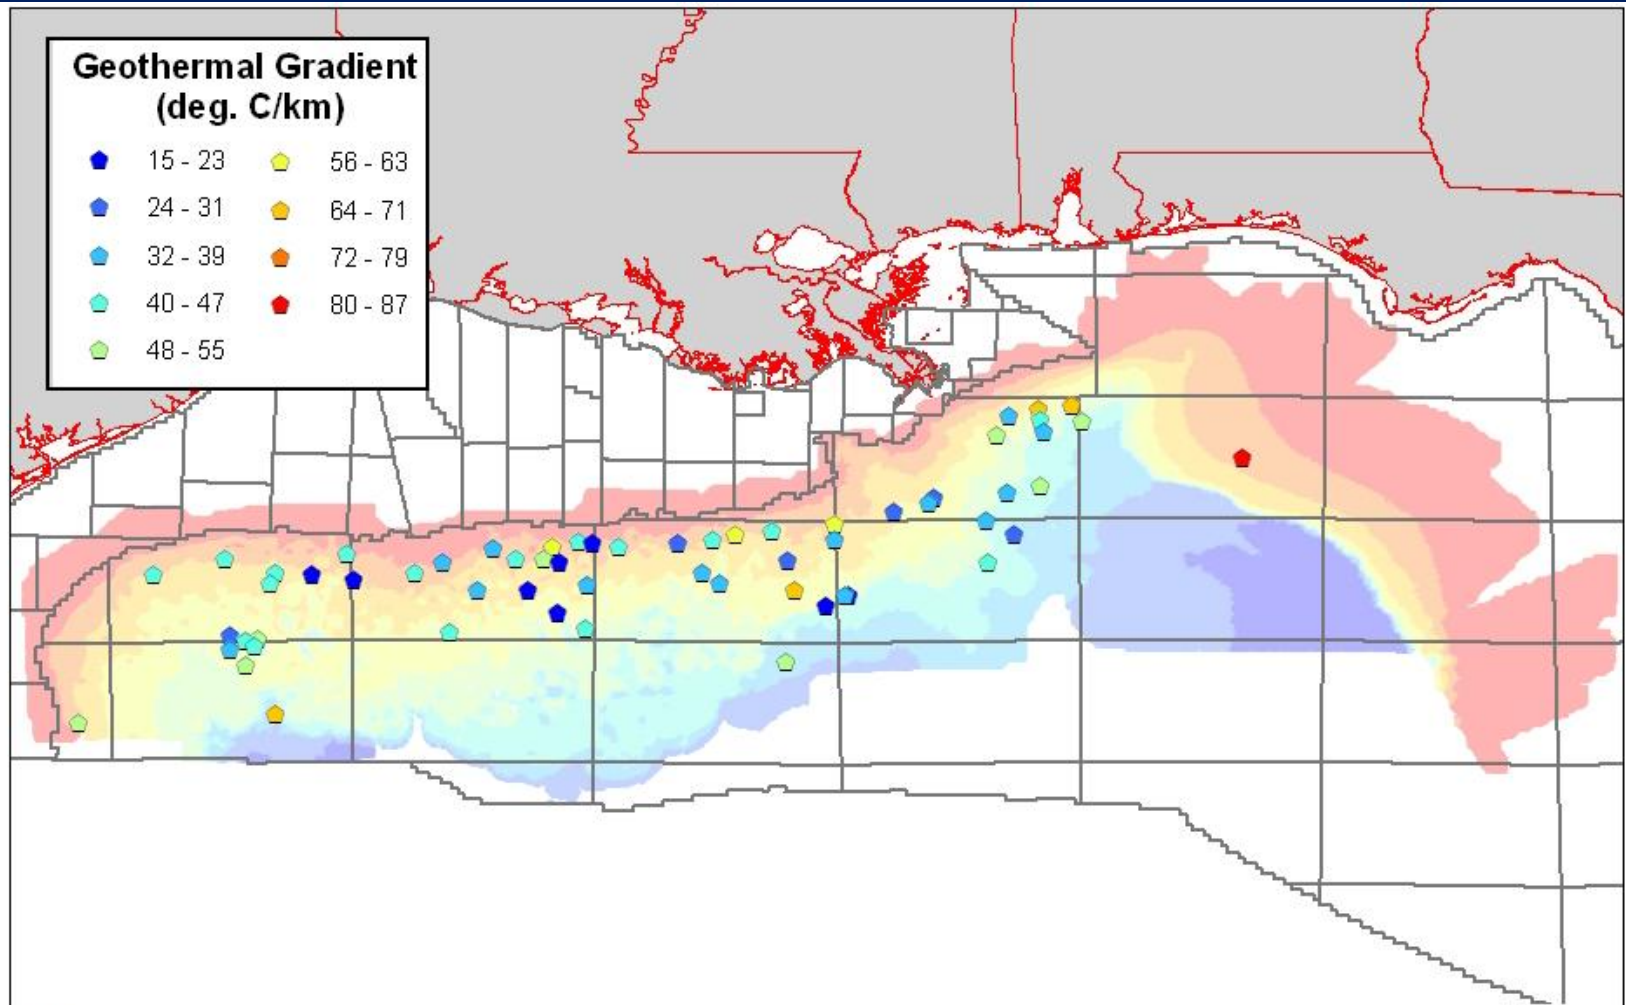 Geothermal Gradient
(deg. C/km)
15 - 23
24 - 31
32 - 39
40 - 47
48 - 55
56 - 63
64 - 71
72 - 79
80 - 87